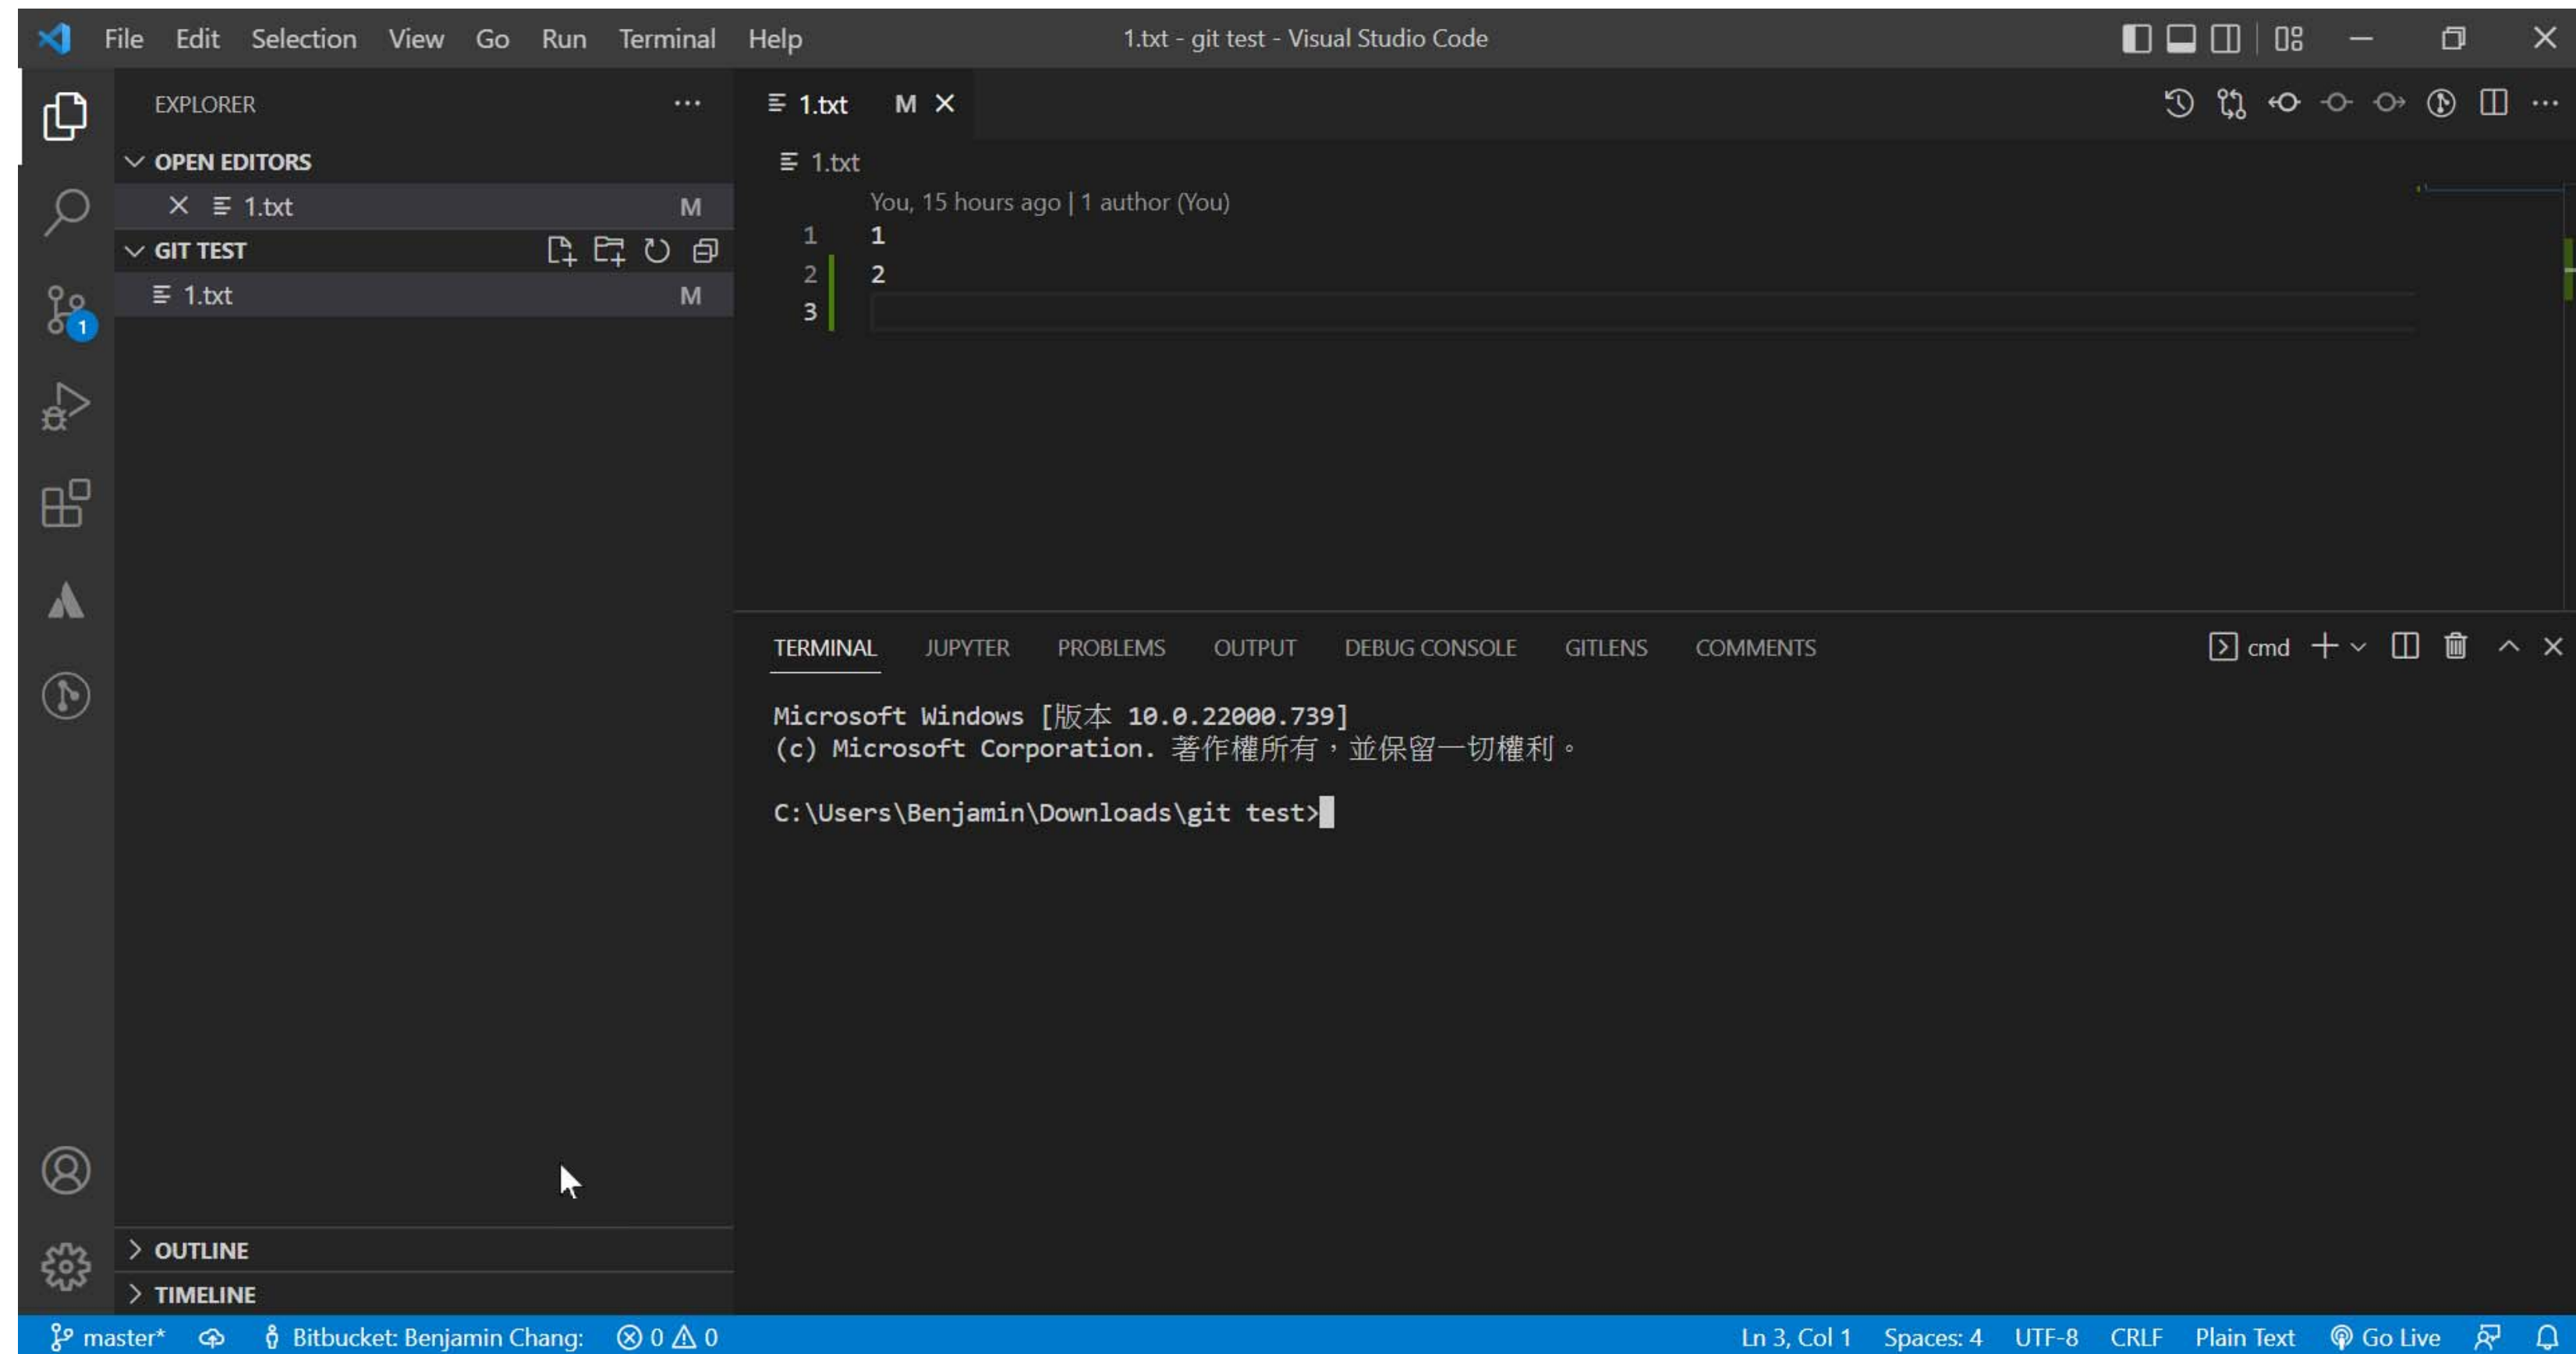 File Edit Selection View Go Run Terminal Help
1.txt - git test - Visual Studio Code
EXPLORER
OPEN EDITORS
1.txt M
GIT TEST
1.txt M
OUTLINE
TIMELINE
1.txt M
1.txt
You, 15 hours ago | 1 author (You)
1 1
2 2
3
TERMINAL JUPYTER PROBLEMS OUTPUT DEBUG CONSOLE GITLENS COMMENTS
cmd
Microsoft Windows [版本 10.0.22000.739]
(c) Microsoft Corporation. 著作權所有，並保留一切權利。
C:\Users\Benjamin\Downloads\git test>
1
master* Bitbucket: Benjamin Chang: 0 0
Ln 3, Col 1 Spaces: 4 UTF-8 CRLF Plain Text Go Live